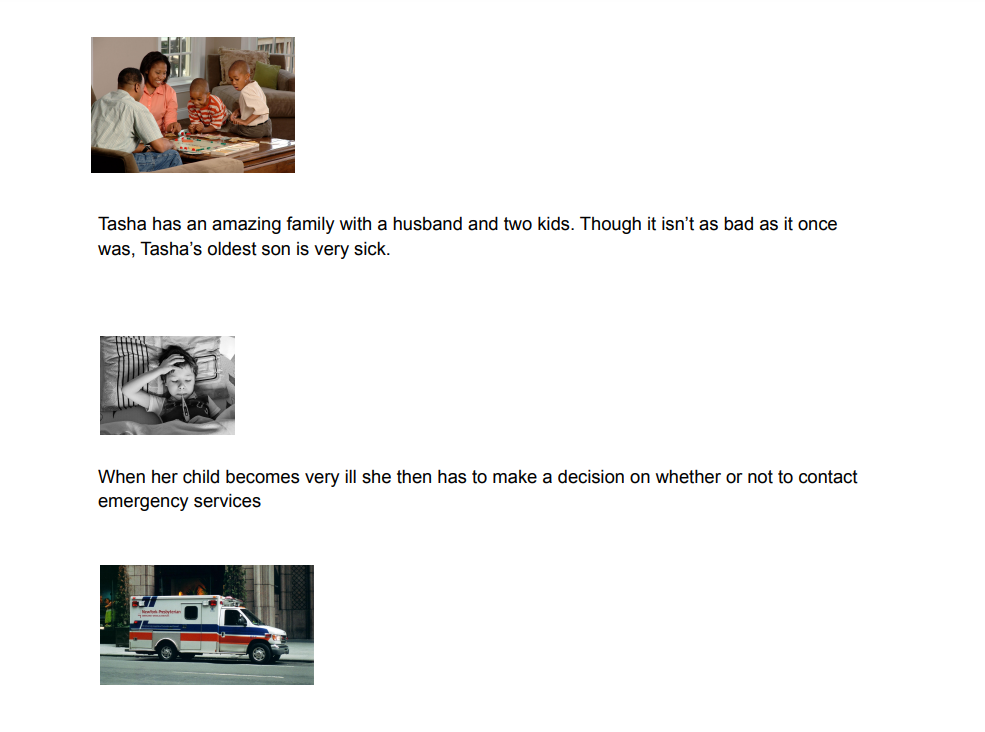 Tasha has an amazing family with a husband and two kids. Though it isn’t as bad as it once
was, Tasha’s oldest son is very sick.
When her child becomes very ill she then has to make a decision on whether or not to contact
emergency services
NewYork-Presbyterian